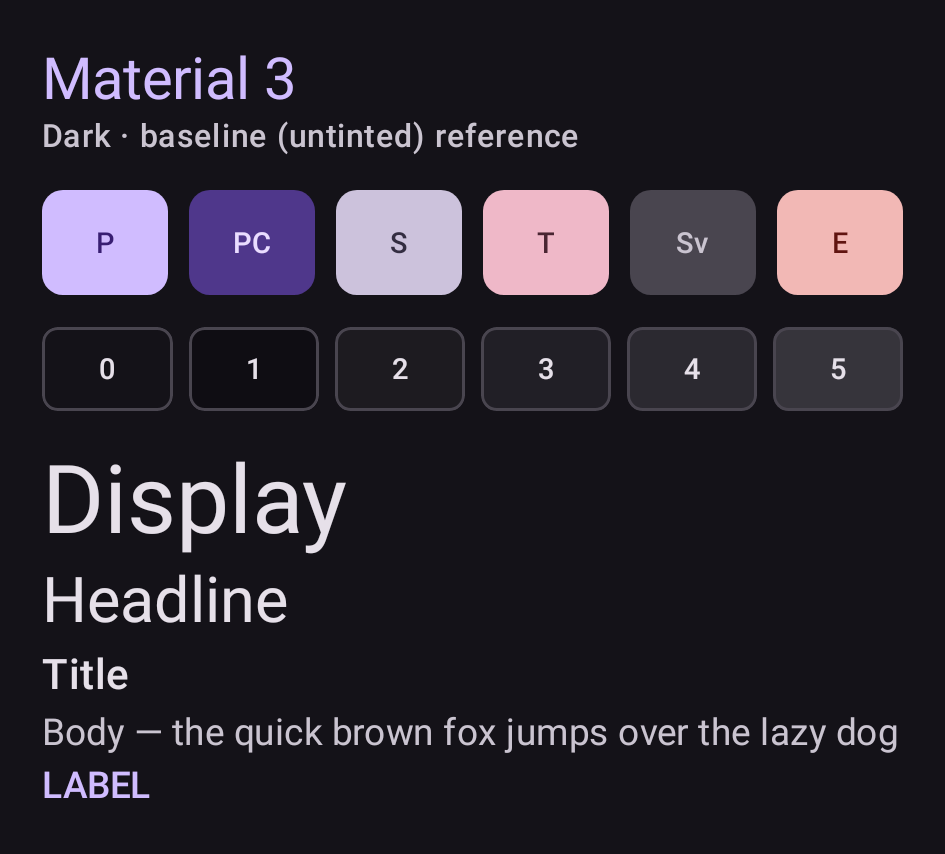 Material 3
Dark · baseline (untinted) reference
P PC S T Sv E
0 1 2 3 4 5
Display
Headline
Title
Body — the quick brown fox jumps over the lazy dog
LABEL